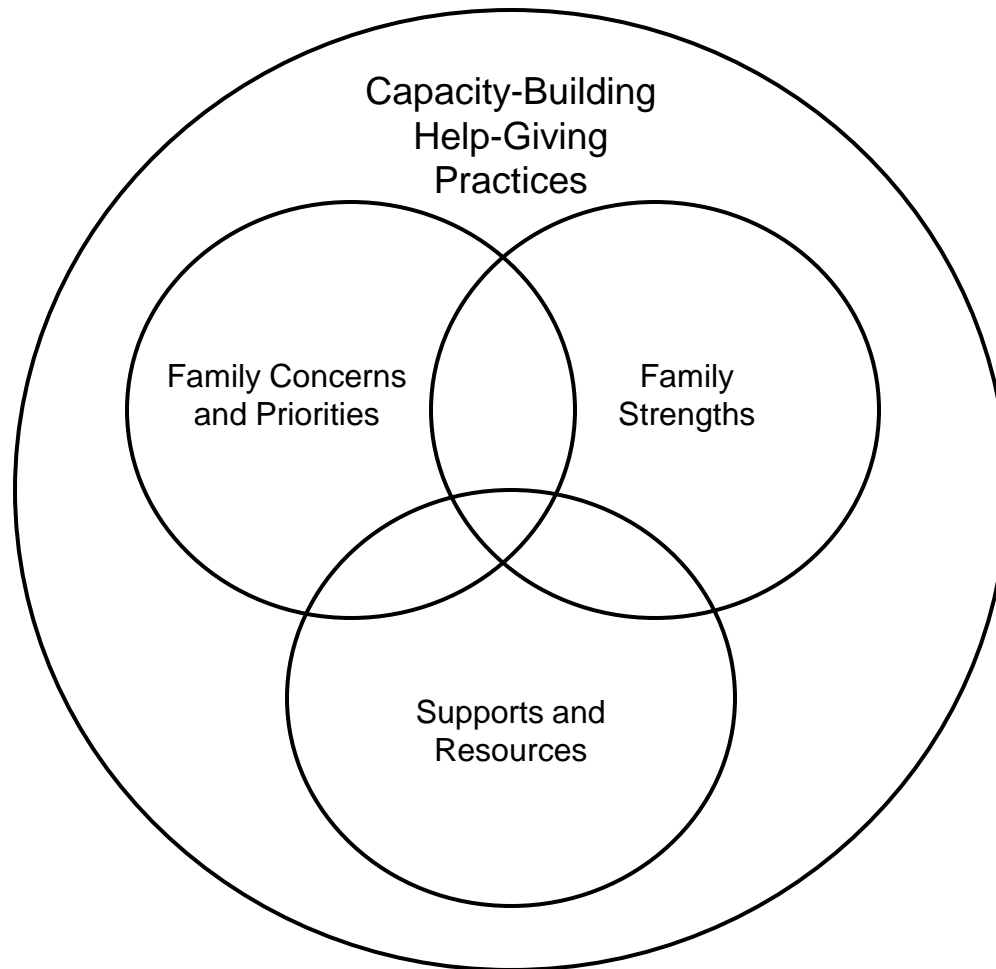 Capacity-Building
Help-Giving
Practices
Family Concerns
and Priorities
Family
Strengths
Supports and
Resources